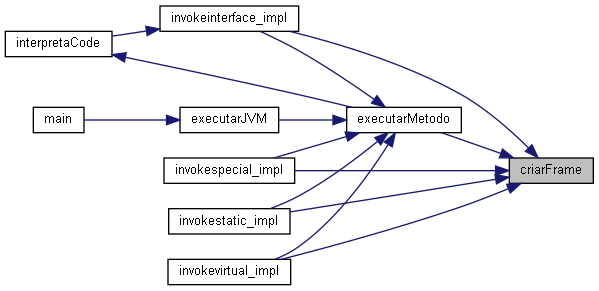 invokeinterface_impl
interpretaCode
main
executarJVM
executarMetodo
invokespecial_impl
criarFrame
invokestatic_impl
invokevirtual_impl